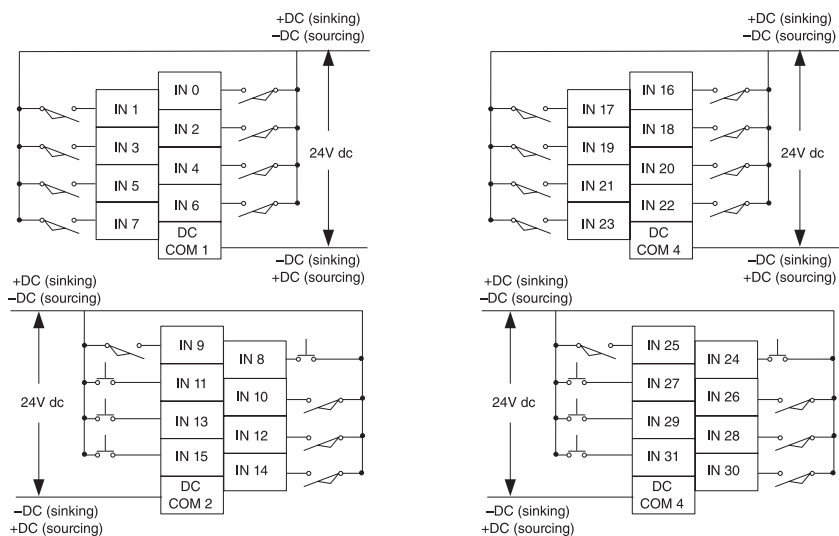 +DC (sinking)
–DC (sourcing)
IN 0
IN 1
IN 2
IN 3
IN 4
IN 5
IN 6
IN 7
DC
COM 1
24V dc
–DC (sinking)
+DC (sourcing)
+DC (sinking)
–DC (sourcing)
IN 16
IN 17
IN 18
IN 19
IN 20
IN 21
IN 22
IN 23
DC
COM 4
24V dc
–DC (sinking)
+DC (sourcing)
+DC (sinking)
–DC (sourcing)
IN 9
IN 8
IN 11
IN 10
24V dc
IN 13
IN 12
IN 15
IN 14
DC
COM 2
–DC (sinking)
+DC (sourcing)
+DC (sinking)
–DC (sourcing)
IN 25
IN 24
IN 27
IN 26
24V dc
IN 29
IN 28
IN 31
IN 30
DC
COM 4
–DC (sinking)
+DC (sourcing)